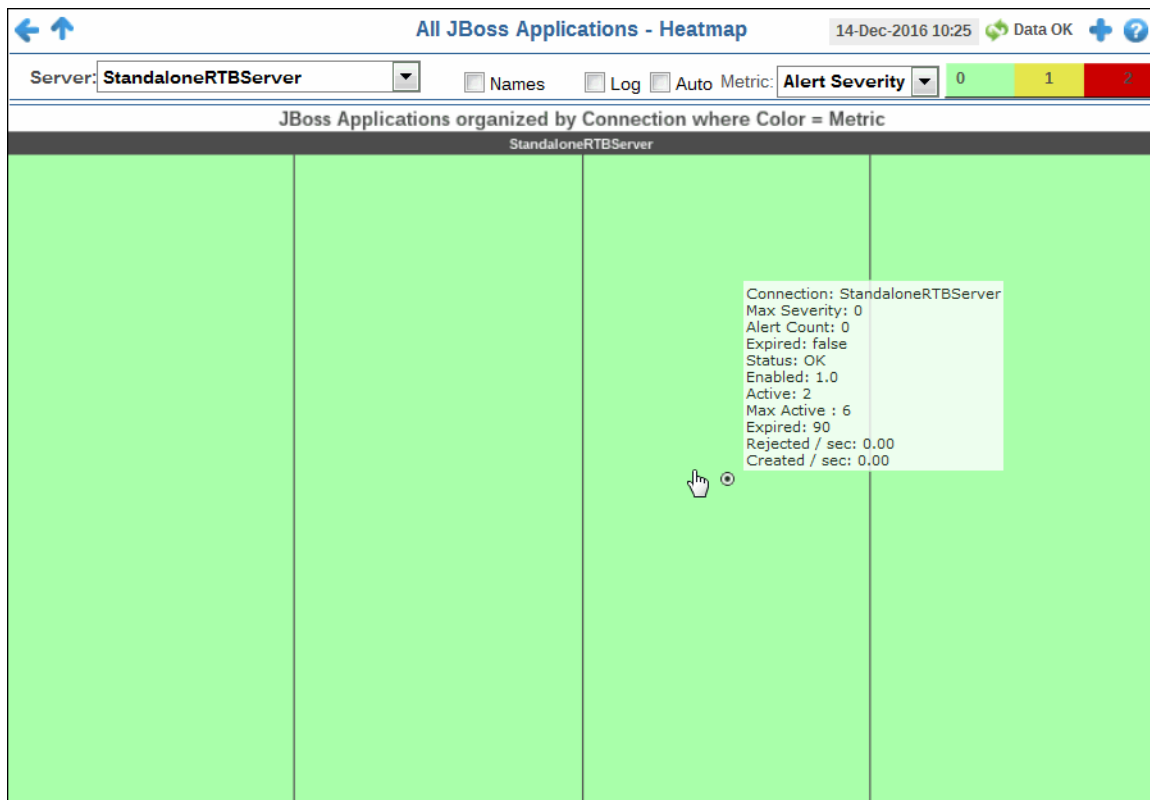 All JBoss Applications - Heatmap 14-Dec-2016 10:25 Data OK
Server: StandaloneRTBServer Names Log Auto Metric: Alert Severity 0 1 2
JBoss Applications organized by Connection where Color = Metric
StandaloneRTBServer
Connection: StandaloneRTBServer
Max Severity: 0
Alert Count: 0
Expired: false
Status: OK
Enabled: 1.0
Active: 2
Max Active : 6
Expired: 90
Rejected / sec: 0.00
Created / sec: 0.00